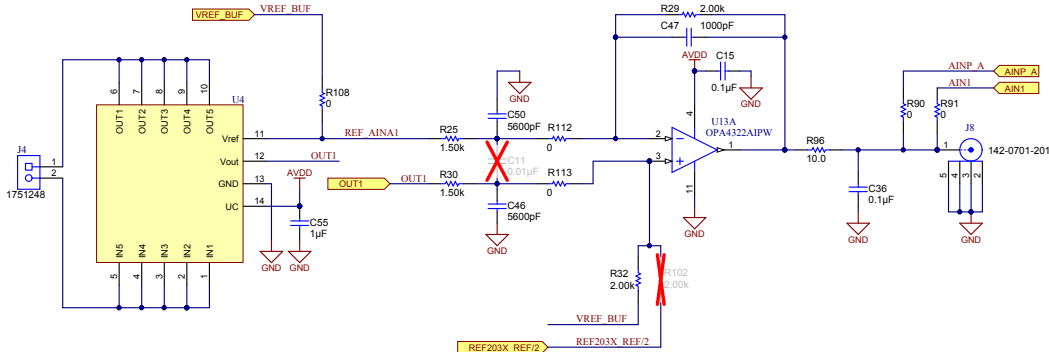 VREF_BUF
VREF_BUF
R29
2.00k
C47
1000pF
AVDD
C15
0.1µF
GND
AINP_A
AINP_A
AIN1
AIN1
R90
0
R91
0
J8
142-0701-201
1
5
4
3
2
GND
6
7
8
9
10
OUT1
OUT2
OUT3
OUT4
OUT5
U4
R108
0
GND
C50
5600pF
U13A
OPA4322AIPW
4
2
3
1
11
GND
J4
1
2
1751248
Vref
11
REF_AINA1
R25
1.50k
R112
0
Vout
12
OUT1
C11
0.01µF
R96
10.0
GND
13
AVDD
OUT1
OUT1
R30
1.50k
R113
0
UC
14
C46
5600pF
C36
0.1µF
GND
C55
1µF
GND
GND
GND
IN5
IN4
IN3
IN2
IN1
5
4
3
2
1
R32
2.00k
R102
2.00k
VREF_BUF
REF203X_REF/2
REF203X_REF/2